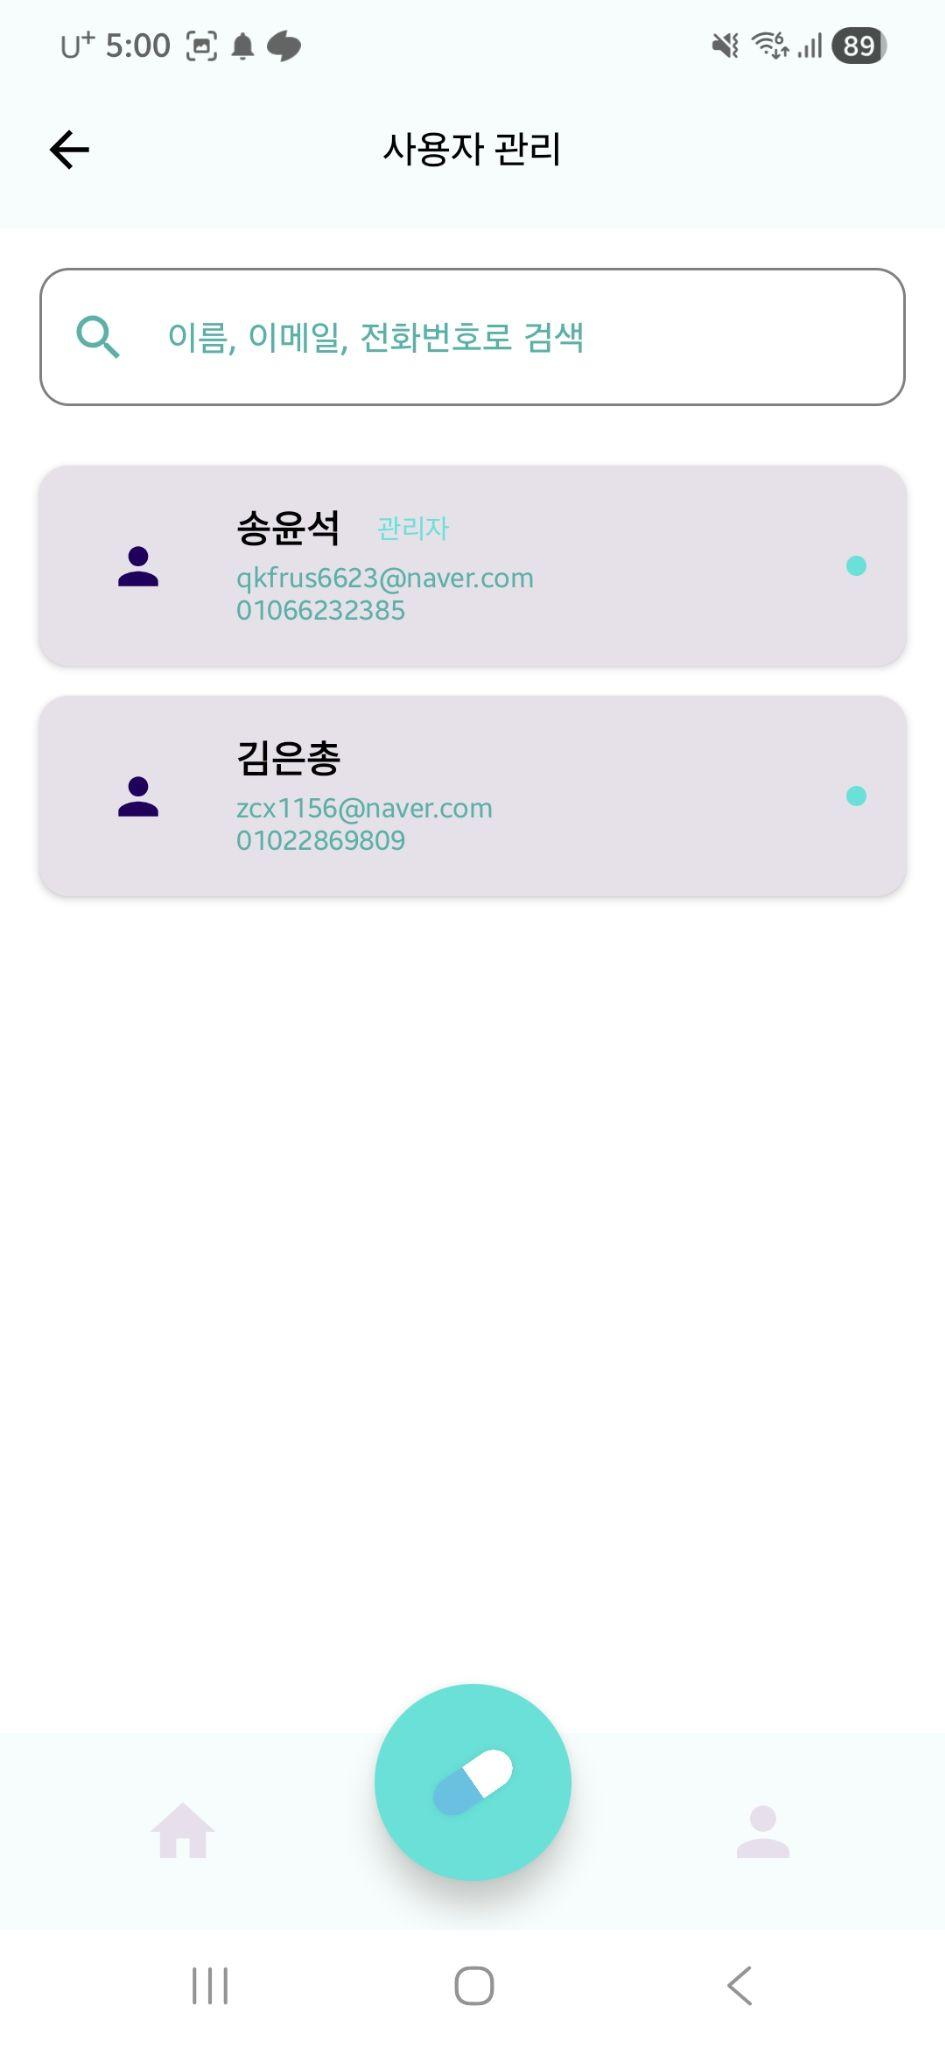 U+ 5:00 6 89
사용자 관리
이름, 이메일, 전화번호로 검색
송윤석 관리자
qkfrus6623@naver.com
01066232385
김은총
zcx1156@naver.com
01022869809